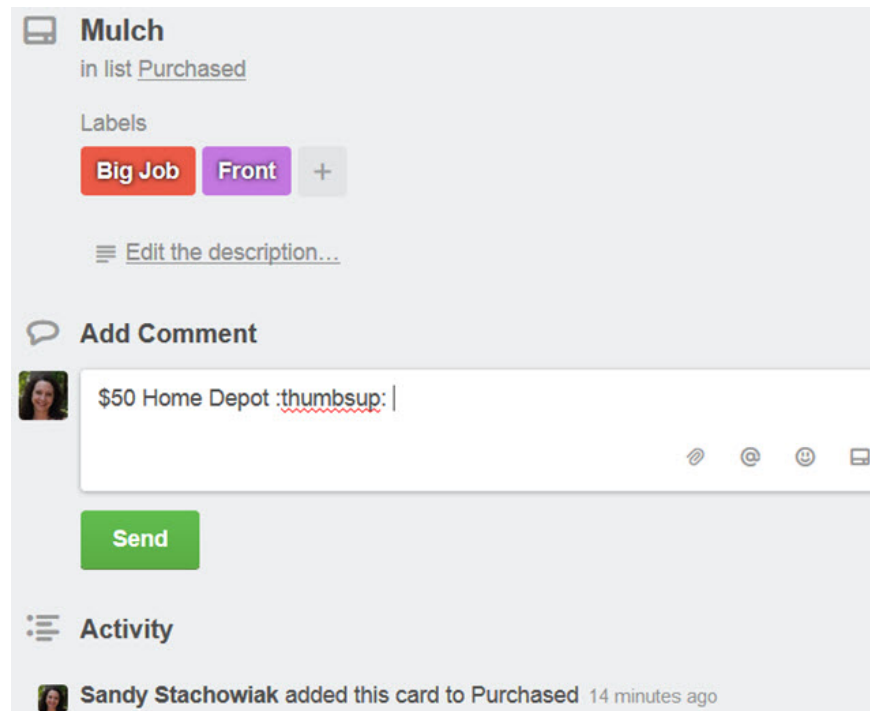 Mulch
in list Purchased
Labels
Big Job Front +
Edit the description…
Add Comment
$50 Home Depot :thumbsup:
@
Send
Activity
Sandy Stachowiak added this card to Purchased 14 minutes ago